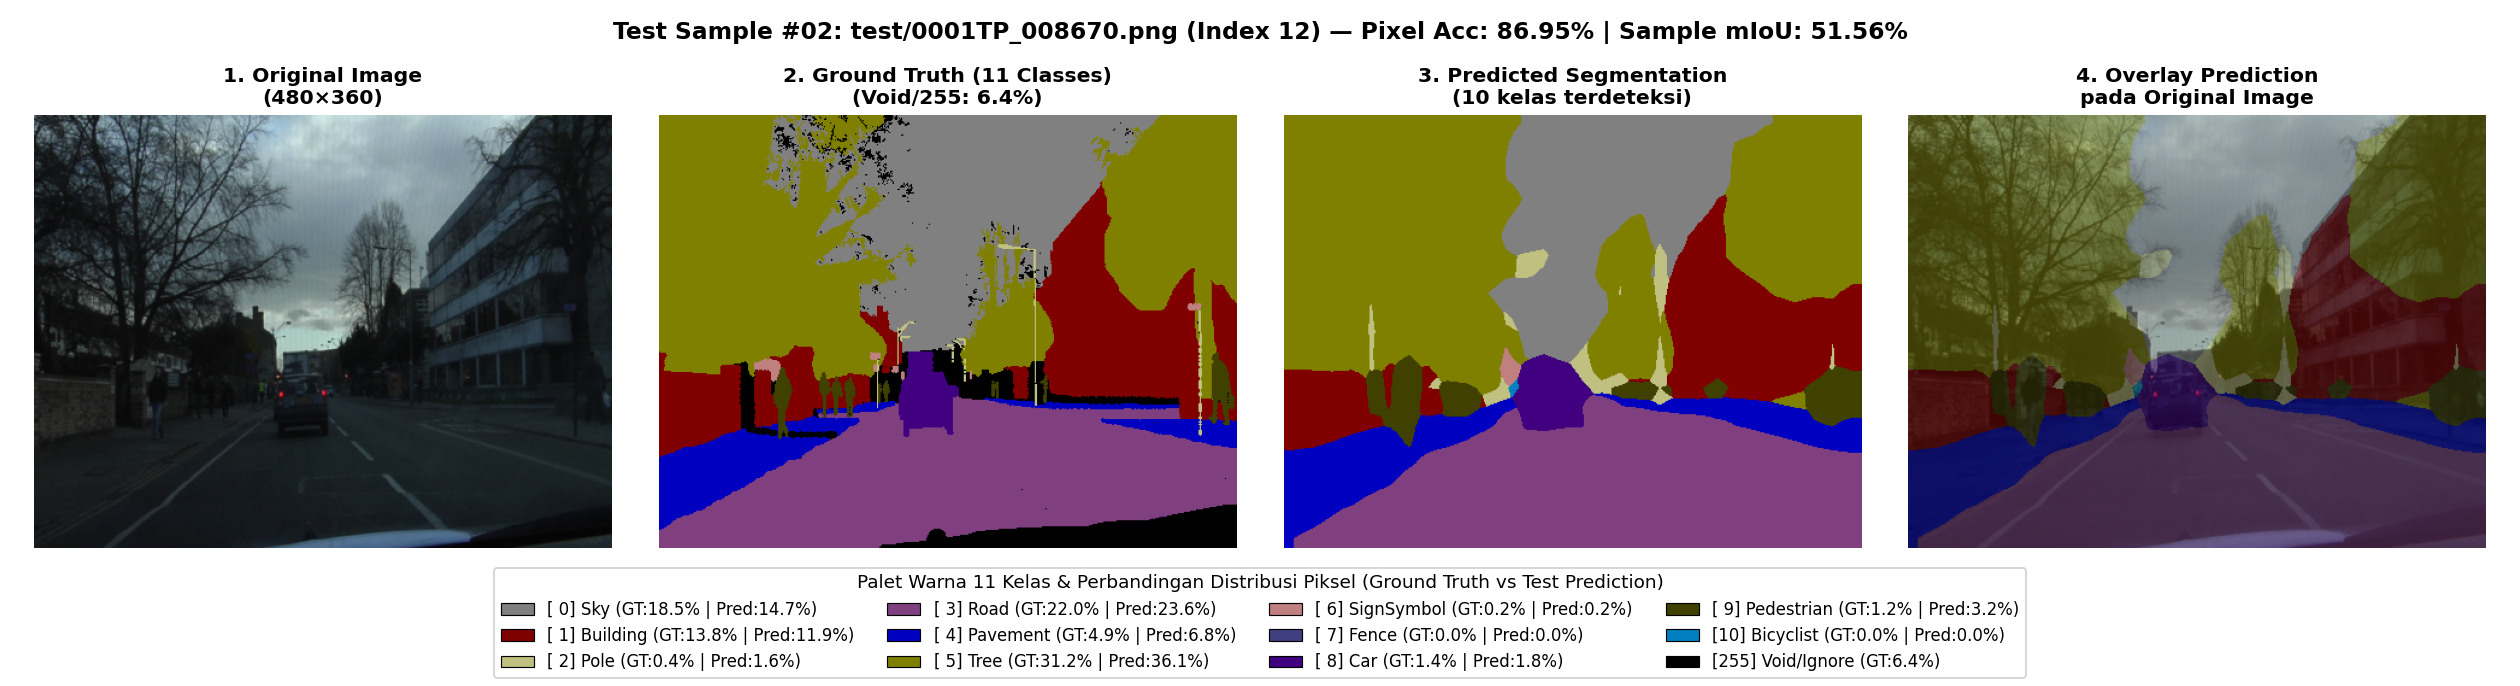 Test Sample #02: test/0001TP_008670.png (Index 12) — Pixel Acc: 86.95% | Sample mIoU: 51.56%
1. Original Image
(480×360)
2. Ground Truth (11 Classes)
(Void/255: 6.4%)
3. Predicted Segmentation
(10 kelas terdeteksi)
4. Overlay Prediction
pada Original Image
Palet Warna 11 Kelas & Perbandingan Distribusi Piksel (Ground Truth vs Test Prediction)
[ 0] Sky (GT:18.5% | Pred:14.7%)
[ 1] Building (GT:13.8% | Pred:11.9%)
[ 2] Pole (GT:0.4% | Pred:1.6%)
[ 3] Road (GT:22.0% | Pred:23.6%)
[ 4] Pavement (GT:4.9% | Pred:6.8%)
[ 5] Tree (GT:31.2% | Pred:36.1%)
[ 6] SignSymbol (GT:0.2% | Pred:0.2%)
[ 7] Fence (GT:0.0% | Pred:0.0%)
[ 8] Car (GT:1.4% | Pred:1.8%)
[ 9] Pedestrian (GT:1.2% | Pred:3.2%)
[10] Bicyclist (GT:0.0% | Pred:0.0%)
[255] Void/Ignore (GT:6.4%)